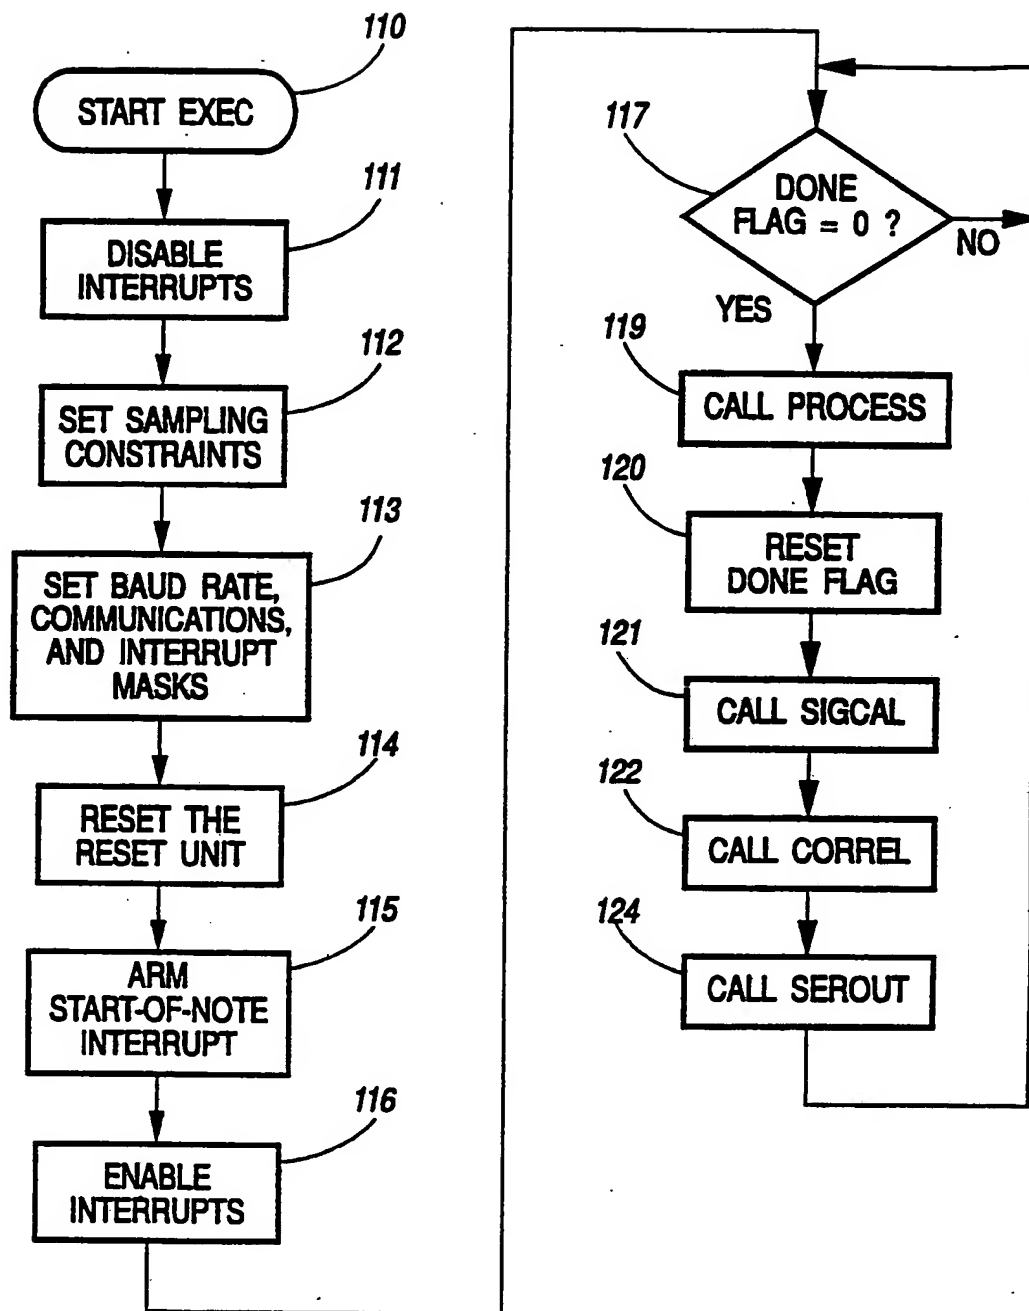 110
START EXEC
111
DISABLE
INTERRUPTS
112
SET SAMPLING
CONSTRAINTS
113
SET BAUD RATE,
COMMUNICATIONS,
AND INTERRUPT
MASKS
114
RESET THE
RESET UNIT
115
ARM
START-OF-NOTE
INTERRUPT
116
ENABLE
INTERRUPTS
117
DONE
FLAG = 0 ?
NO
YES
119
CALL PROCESS
120
RESET
DONE FLAG
121
CALL SIGCAL
122
CALL CORREL
124
CALL SEROUT